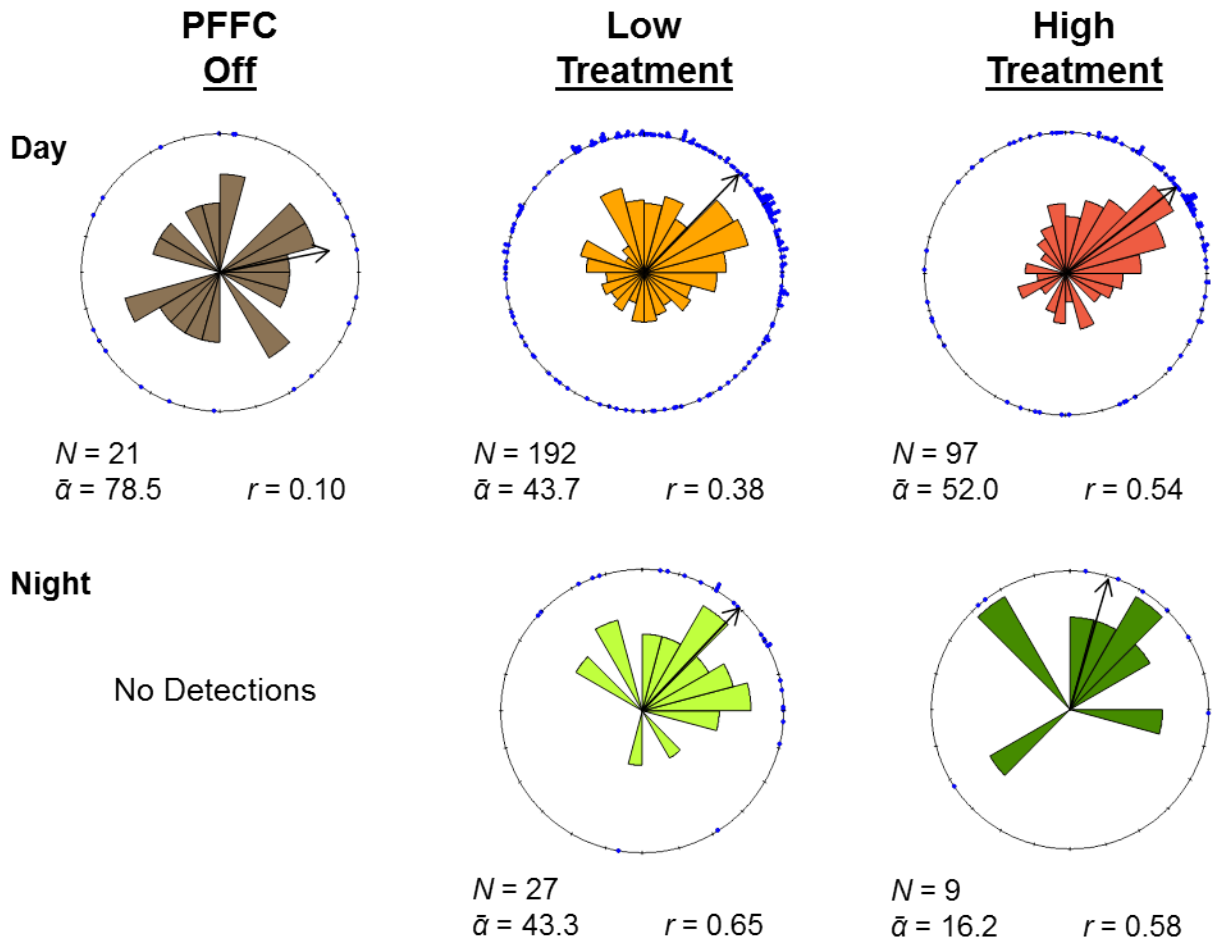 PFFC
Off
Low
Treatment
High
Treatment
Day
N = 21
ᾱ = 78.5 r = 0.10
N = 192
ᾱ = 43.7 r = 0.38
N = 97
ᾱ = 52.0 r = 0.54
Night
No Detections
N = 27
ᾱ = 43.3 r = 0.65
N = 9
ᾱ = 16.2 r = 0.58